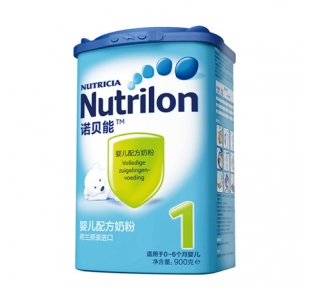 NUTRICIA
Nutrilon
诺贝能™
婴儿配方奶粉
Volledige
zuigelingen-
voeding
婴儿配方奶粉
荷兰原装进口
1
适用于0-6个月婴儿
净含量:900克